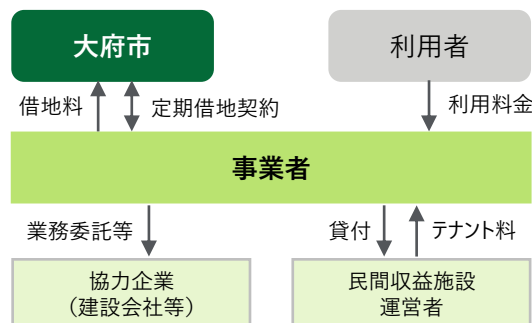 大府市
利用者
借地料
定期借地契約
利用料金
事業者
業務委託等
貸付
テナント料
協力企業
（建設会社等）
民間収益施設
運営者